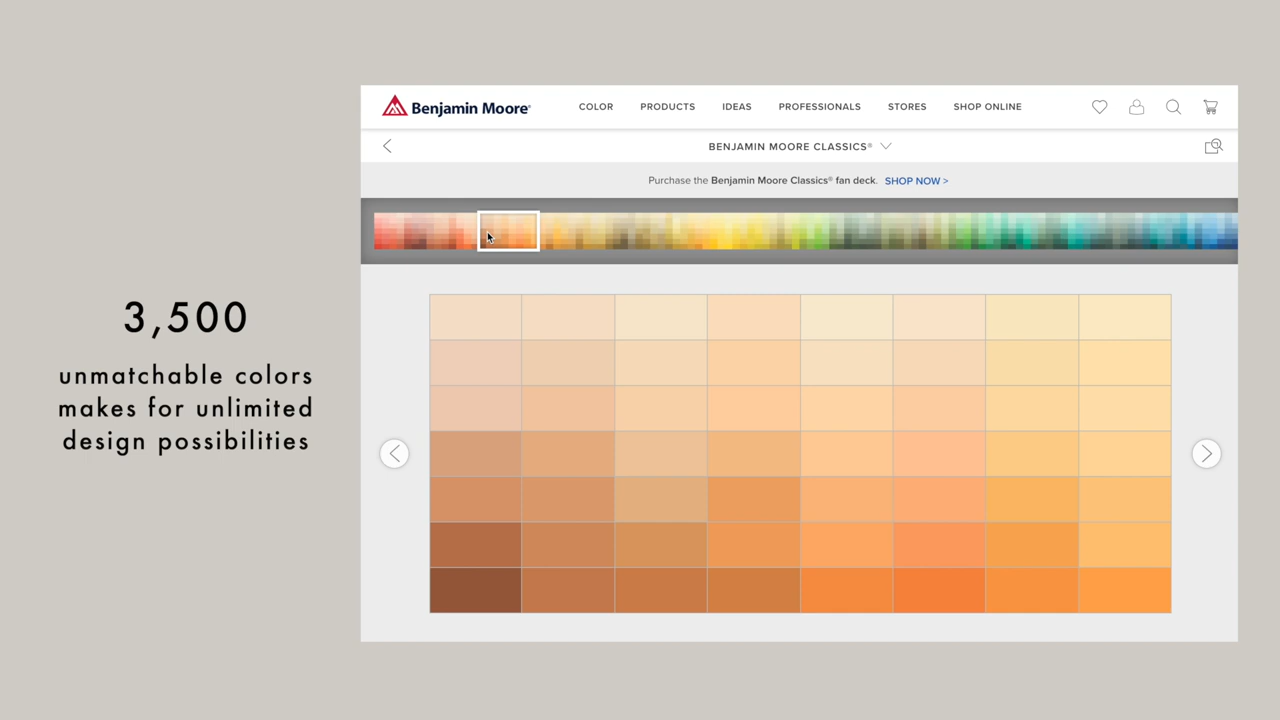 Benjamin Moore®
COLOR PRODUCTS IDEAS PROFESSIONALS STORES SHOP ONLINE
BENJAMIN MOORE CLASSICS®
Purchase the Benjamin Moore Classics® fan deck. SHOP NOW >
3,500
unmatchable colors
makes for unlimited
design possibilities